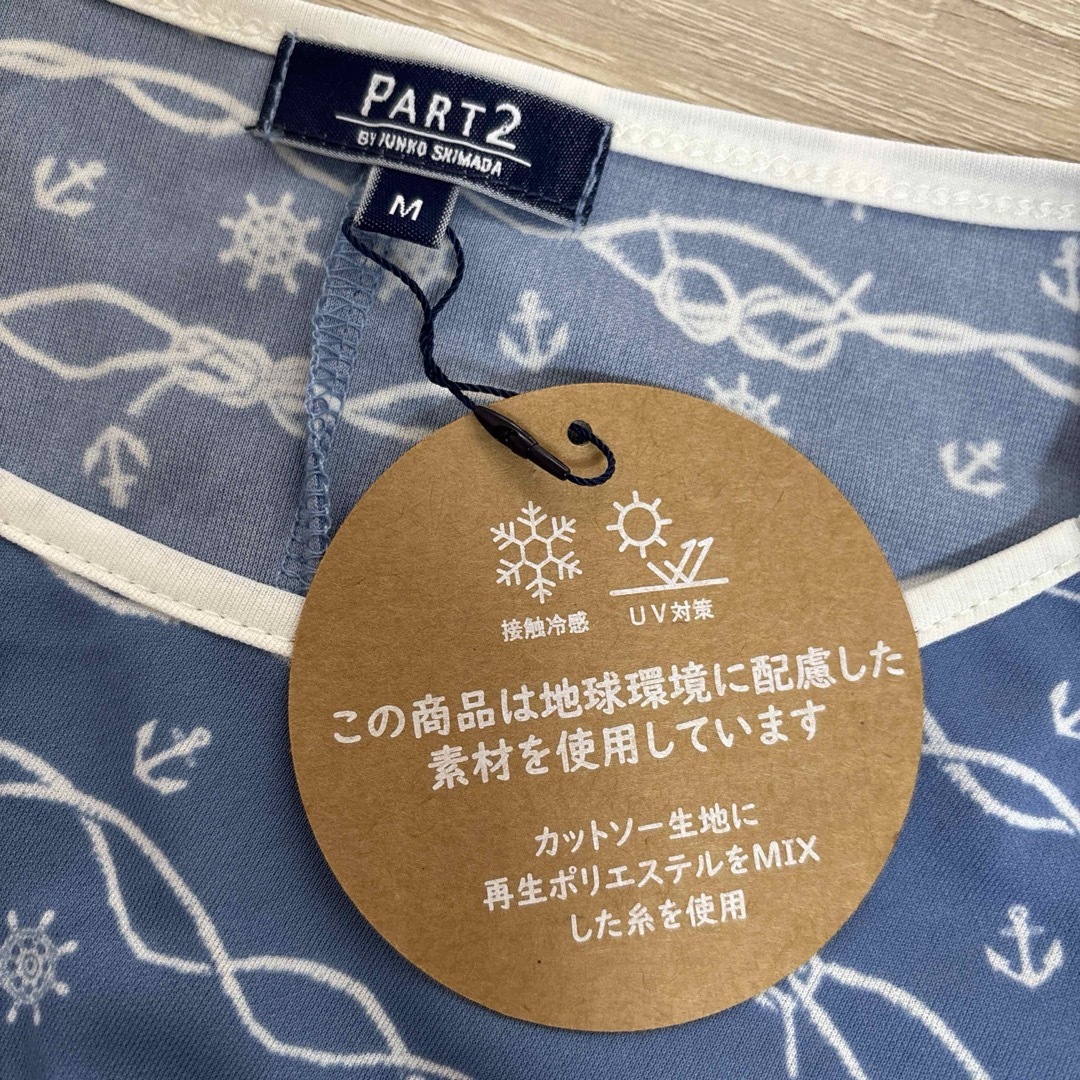 PART2
BY JUNKO SHIMADA
M
接触冷感
UV対策
この商品は地球環境に配慮した
素材を使用しています
カットソー生地に
再生ポリエステルをMIX
した糸を使用